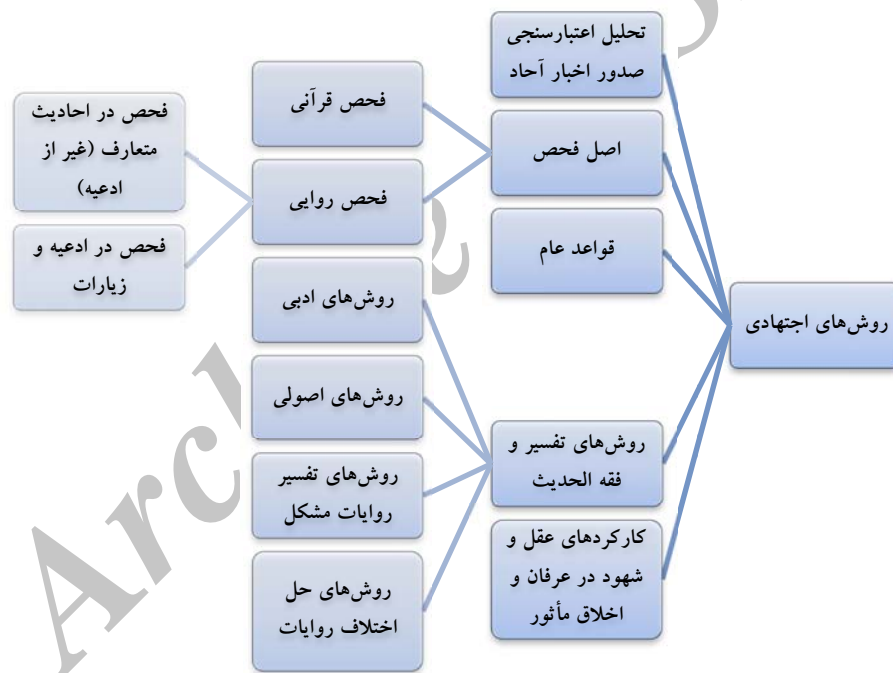 روش‌های اجتهادی
تحلیل اعتبارسنجی
صدور اخبار آحاد
اصل فحص
فحص قرآنی
فحص روایی
فحص در احادیث
متعارف (غیر از
ادعیه)
فحص در ادعیه و
زیارات
قواعد عام
روش‌های تفسیر و
فقه الحدیث
روش‌های ادبی
روش‌های اصولی
روش‌های تفسیر
روایات مشکل
روش‌های حل
اختلاف روایات
کارکردهای عقل و
شهود در عرفان و
اخلاق مأثور